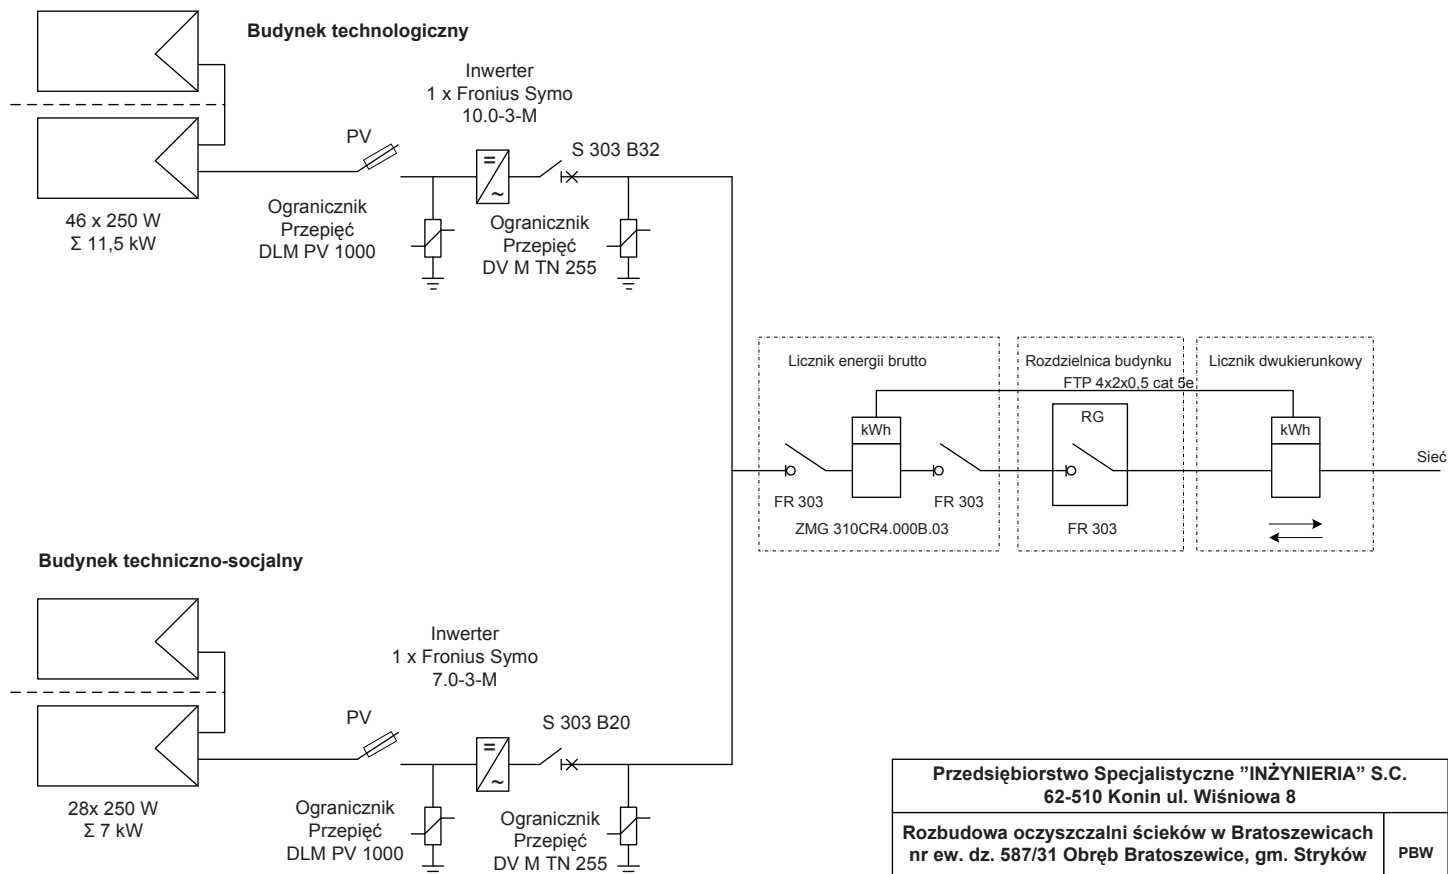 Budynek technologiczny
Inwerter
1 x Fronius Symo
10.0-3-M
PV
S 303 B32
46 x 250 W
Σ 11,5 kW
Ogranicznik
Przepięć
DLM PV 1000
Ogranicznik
Przepięć
DV M TN 255
=
~
Licznik energii brutto
Rozdzielnica budynku
Licznik dwukierunkowy
FTP 4x2x0,5 cat 5e
kWh
RG
kWh
Sieć
FR 303
FR 303
ZMG 310CR4.000B.03
FR 303
Budynek techniczno-socjalny
Inwerter
1 x Fronius Symo
7.0-3-M
PV
S 303 B20
28x 250 W
Σ 7 kW
Ogranicznik
Przepięć
DLM PV 1000
Ogranicznik
Przepięć
DV M TN 255
=
~
Przedsiębiorstwo Specjalistyczne ”INŻYNIERIA” S.C.
62-510 Konin ul. Wiśniowa 8
Rozbudowa oczyszczalni ścieków w Bratoszewicach
nr ew. dz. 587/31 Obręb Bratoszewice, gm. Stryków
PBW